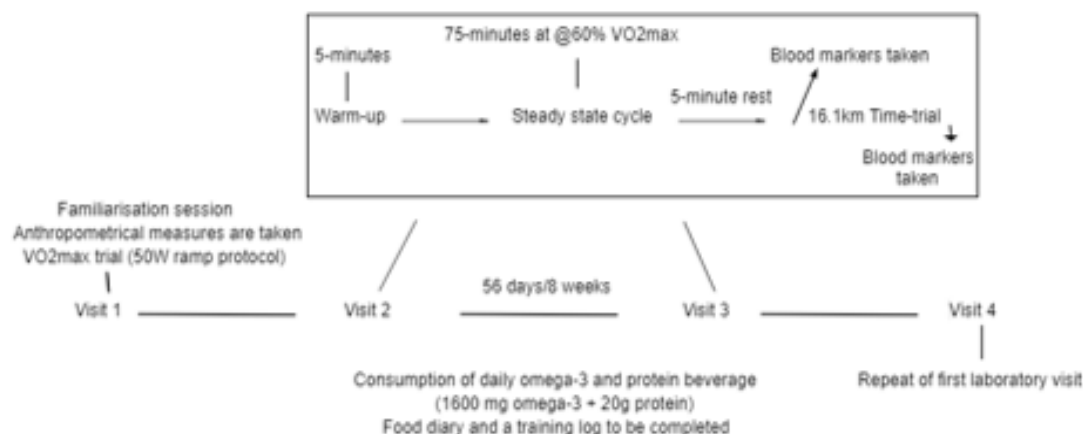 75-minutes at @60% VO2max
5-minutes
Blood markers taken
5-minute rest
Warm-up
Steady state cycle
16.1km Time-trial
Blood markers
taken
Familiarisation session
Anthropometrical measures are taken
VO2max trial (50W ramp protocol)
56 days/8 weeks
Visit 1
Visit 2
Visit 3
Visit 4
Consumption of daily omega-3 and protein beverage
(1600 mg omega-3 + 20g protein)
Food diary and a training log to be completed
Repeat of first laboratory visit